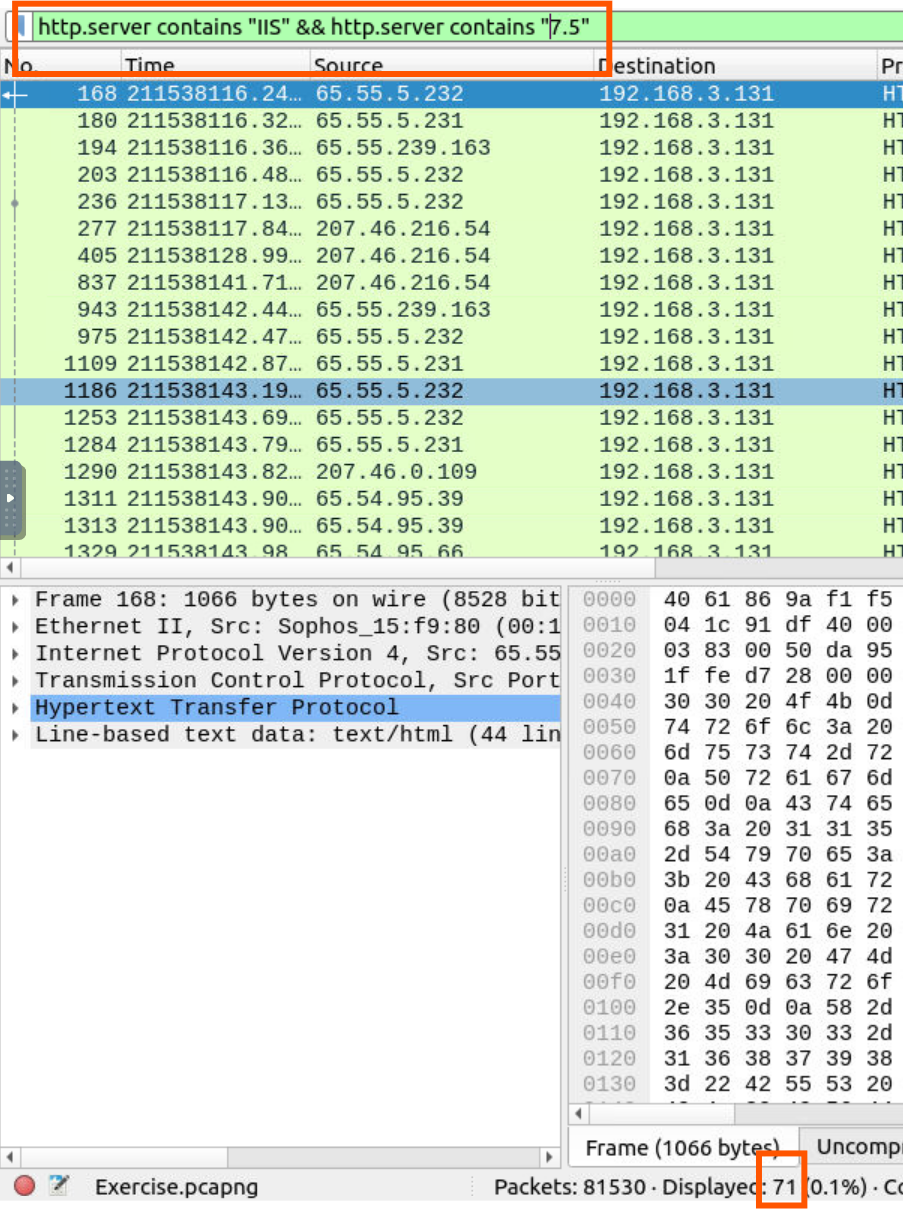 http.server contains "IIS" && http.server contains "7.5"
No. Time Source Destination Pr
168 211538116.24… 65.55.5.232 192.168.3.131 HT
180 211538116.32… 65.55.5.231 192.168.3.131 HT
194 211538116.36… 65.55.239.163 192.168.3.131 HT
203 211538116.48… 65.55.5.232 192.168.3.131 HT
236 211538117.13… 65.55.5.232 192.168.3.131 HT
277 211538117.84… 207.46.216.54 192.168.3.131 HT
405 211538128.99… 207.46.216.54 192.168.3.131 HT
837 211538141.71… 207.46.216.54 192.168.3.131 HT
943 211538142.44… 65.55.239.163 192.168.3.131 HT
975 211538142.47… 65.55.5.232 192.168.3.131 HT
1109 211538142.87… 65.55.5.231 192.168.3.131 HT
1186 211538143.19… 65.55.5.232 192.168.3.131 HT
1253 211538143.69… 65.55.5.232 192.168.3.131 HT
1284 211538143.79… 65.55.5.231 192.168.3.131 HT
1290 211538143.82… 207.46.0.109 192.168.3.131 HT
1311 211538143.90… 65.54.95.39 192.168.3.131 HT
1313 211538143.90… 65.54.95.39 192.168.3.131 HT
1329 211538143.98 65.54.95.66 192.168.3.131 HT
Frame 168: 1066 bytes on wire (8528 bit
Ethernet II, Src: Sophos_15:f9:80 (00:1
Internet Protocol Version 4, Src: 65.55
Transmission Control Protocol, Src Port
Hypertext Transfer Protocol
Line-based text data: text/html (44 lin
0000 40 61 86 9a f1 f5
0010 04 1c 91 df 40 00
0020 03 83 00 50 da 95
0030 1f fe d7 28 00 00
0040 30 30 20 4f 4b 0d
0050 74 72 6f 6c 3a 20
0060 6d 75 73 74 2d 72
0070 0a 50 72 61 67 6d
0080 65 0d 0a 43 74 65
0090 68 3a 20 31 31 35
00a0 2d 54 79 70 65 3a
00b0 3b 20 43 68 61 72
00c0 0a 45 78 70 69 72
00d0 31 20 4a 61 6e 20
00e0 3a 30 30 20 47 4d
00f0 20 4d 69 63 72 6f
0100 2e 35 0d 0a 58 2d
0110 36 35 33 30 33 2d
0120 31 36 38 37 39 38
0130 3d 22 42 55 53 20
Frame (1066 bytes) Uncompr
Exercise.pcapng Packets: 81530 · Displayed: 71 (0.1%) · Co